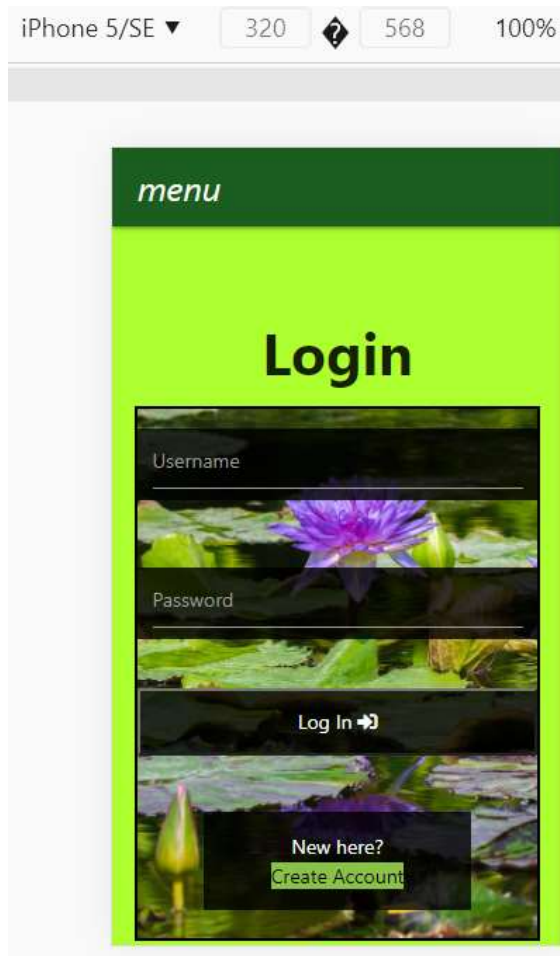 iPhone 5/SE ▼ 320 � 568 100%
menu
Login
Username
Password
Log In
New here?
Create Account